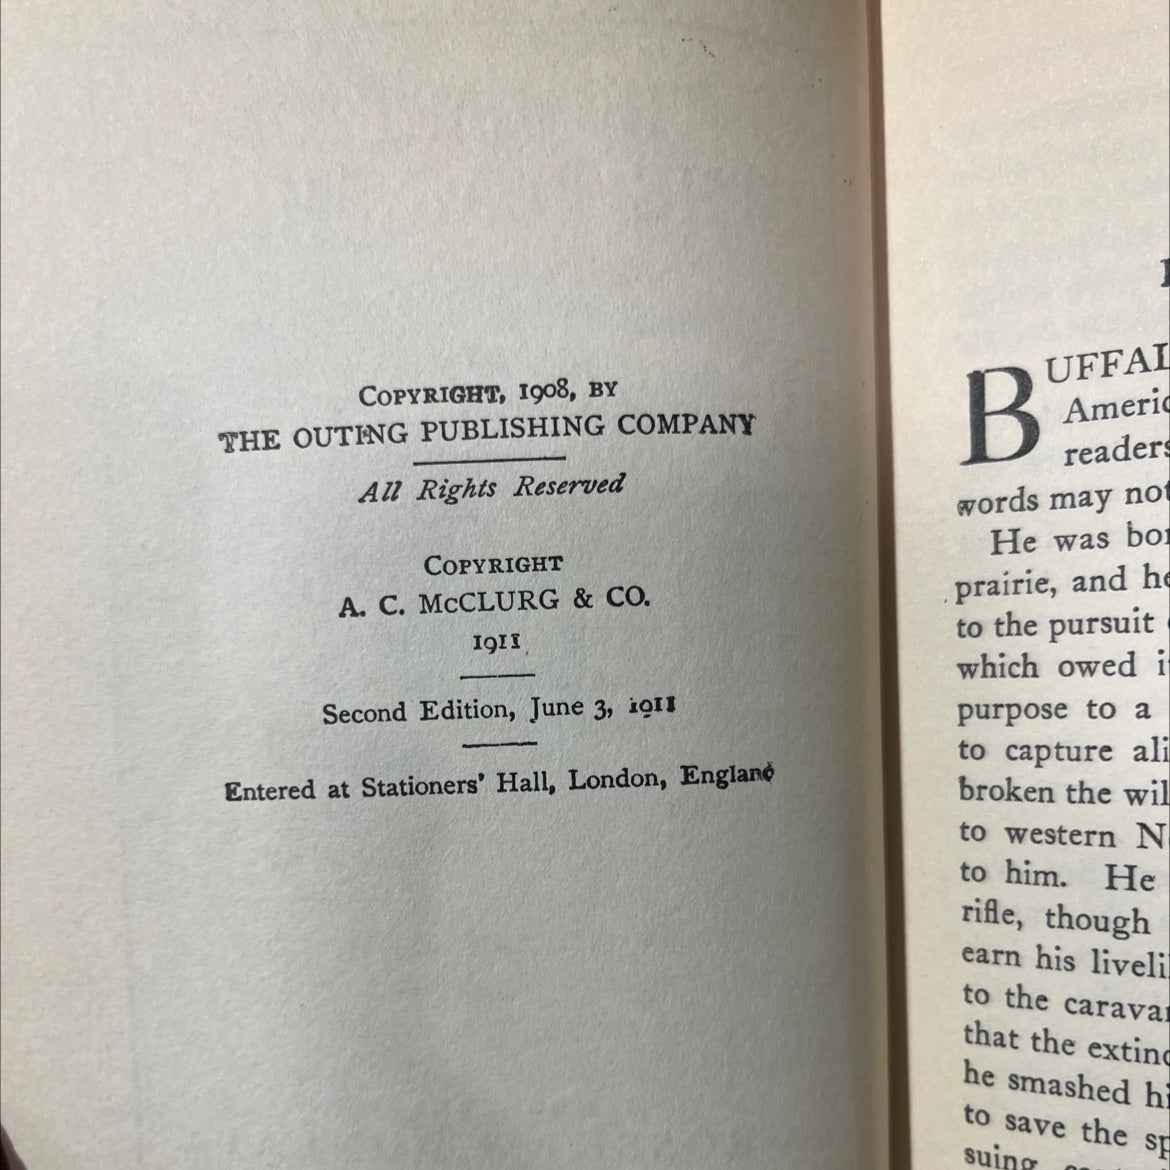 COPYRIGHT, 1908, BY
THE OUTING PUBLISHING COMPANY
All Rights Reserved
COPYRIGHT
A. C. McCLURG & CO.
1911
Second Edition, June 3, 1911
Entered at Stationers' Hall, London, England
BUFFAL
Americ
readers
words may not
He was bor
prairie, and he
to the pursuit
which owed i
purpose to a
to capture ali
broken the wil
to western N
to him. He
rifle, though
earn his liveli
to the carava
that the extinc
he smashed hi
to save the sp
suing